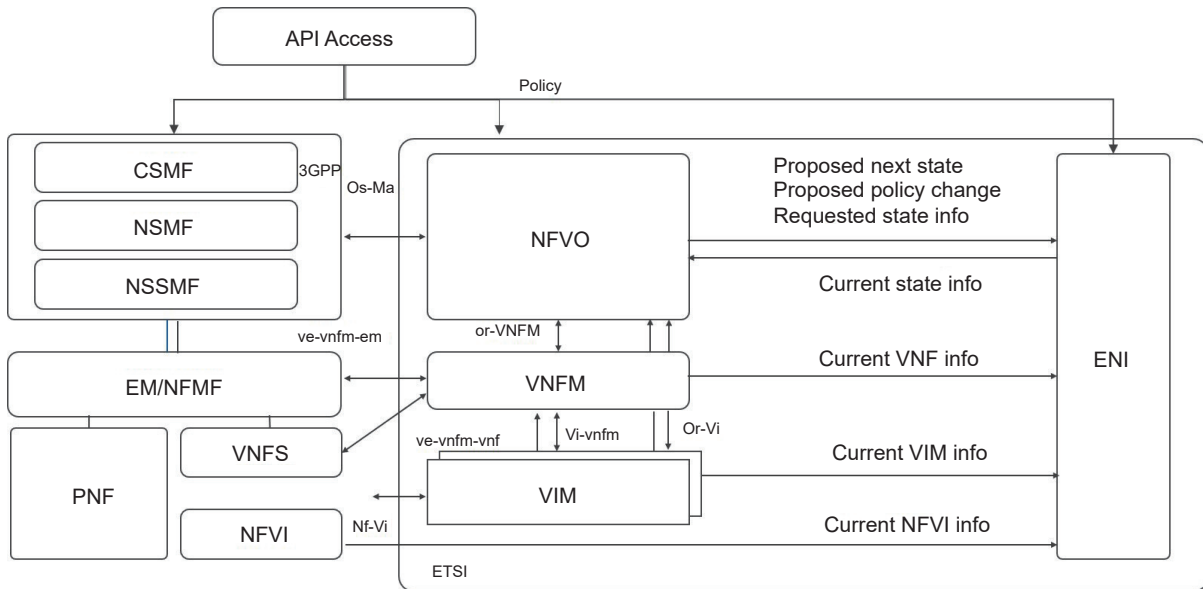 API Access
Policy
CSMF
3GPP
NSMF
NSSMF
Os-Ma
NFVO
Proposed next state
Proposed policy change
Requested state info
Current state info
ve-vnfm-em
or-VNFM
EM/NFMF
VNFM
Current VNF info
ENI
VNFS
ve-vnfm-vnf
Vi-vnfm
Or-Vi
PNF
VIM
Current VIM info
NFVI
Nf-Vi
Current NFVI info
ETSI